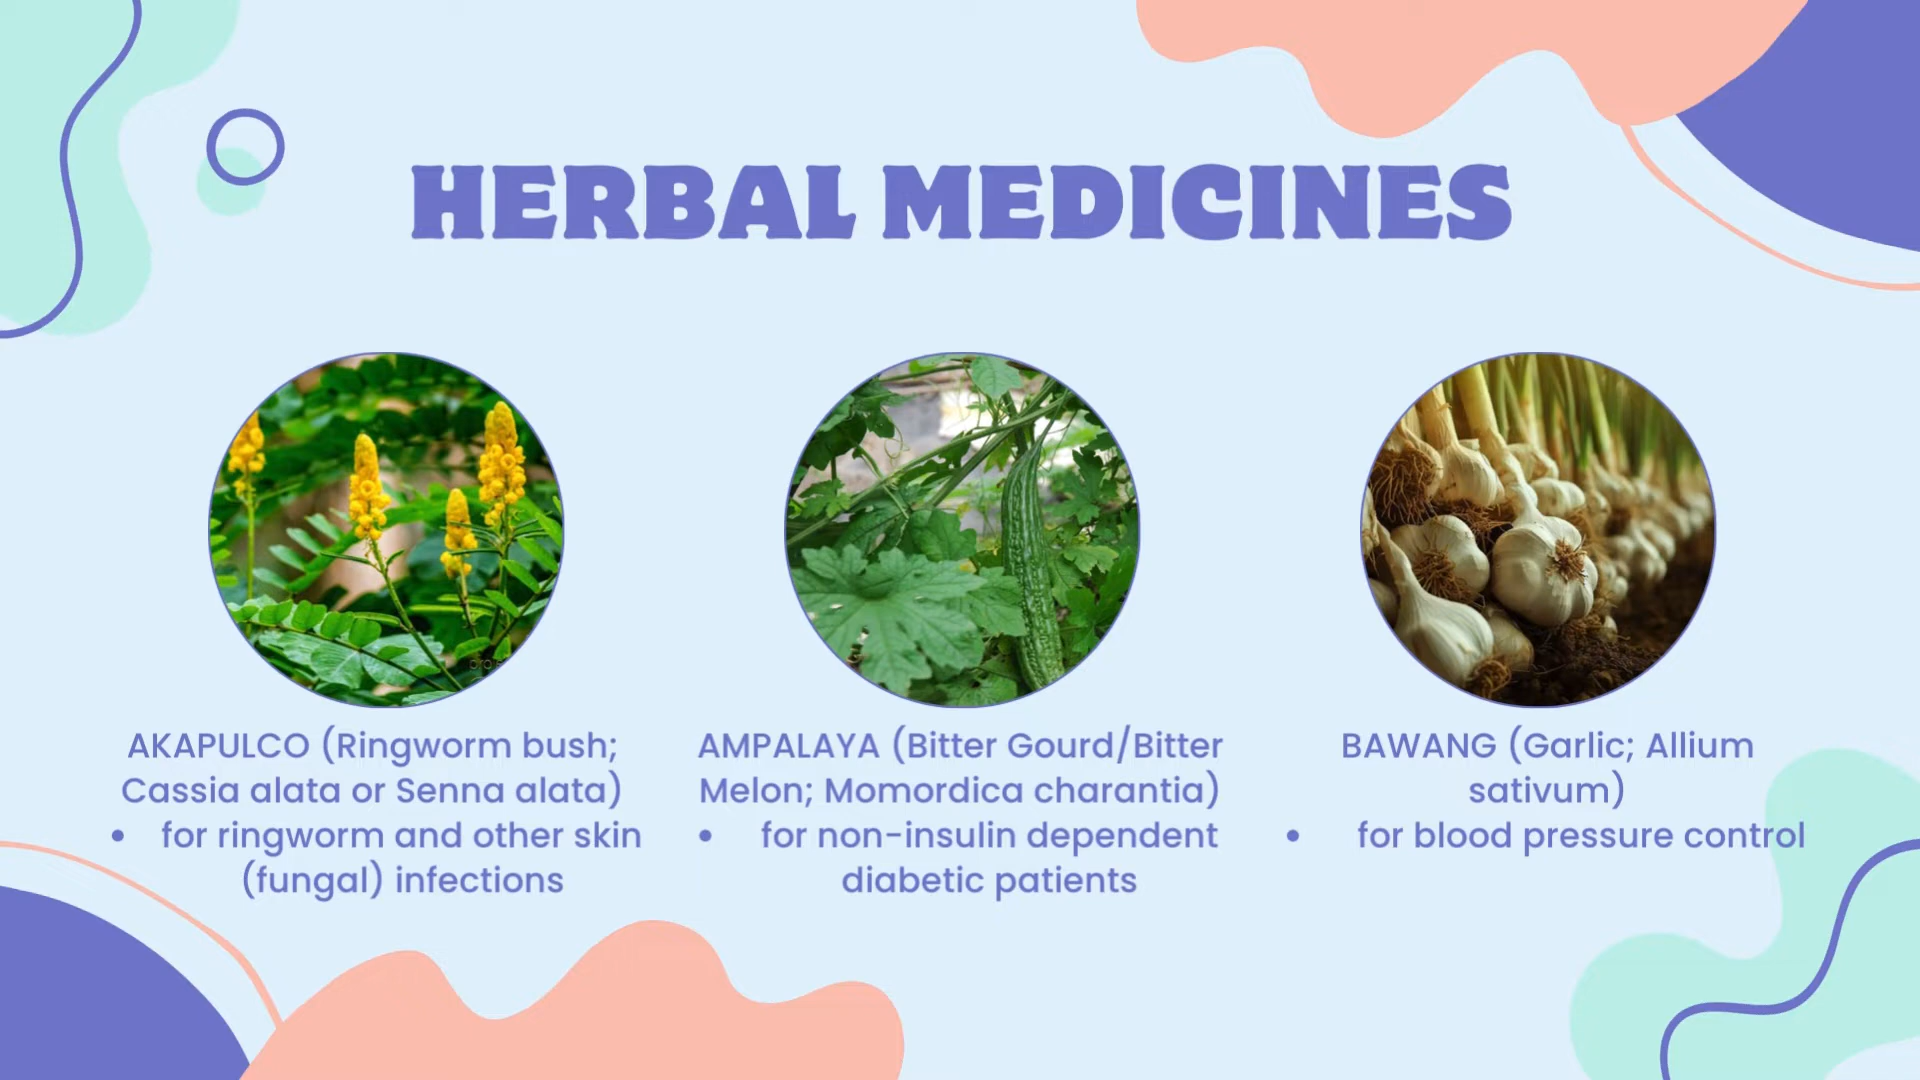 HERBAL MEDICINES
AKAPULCO (Ringworm bush;
Cassia alata or Senna alata)
• for ringworm and other skin
(fungal) infections
AMPALAYA (Bitter Gourd/Bitter
Melon; Momordica charantia)
• for non-insulin dependent
diabetic patients
BAWANG (Garlic; Allium
sativum)
• for blood pressure control